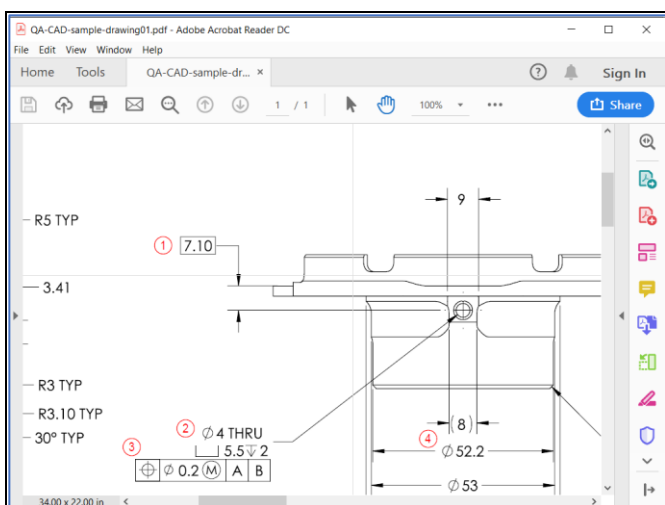 QA-CAD-sample-drawing01.pdf - Adobe Acrobat Reader DC
File Edit View Window Help
Home Tools QA-CAD-sample-dr... × Sign In
1 / 1 100% Share
9
R5 TYP
1 7.10
3.41
R3 TYP
R3.10 TYP
30° TYP
(8)
2 ∅ 4 THRU
⌴ 5.5 ↧ 2
3
⌖ ∅ 0.2 Ⓜ A B
4
∅ 52.2
∅ 53
34.00 x 22.00 in